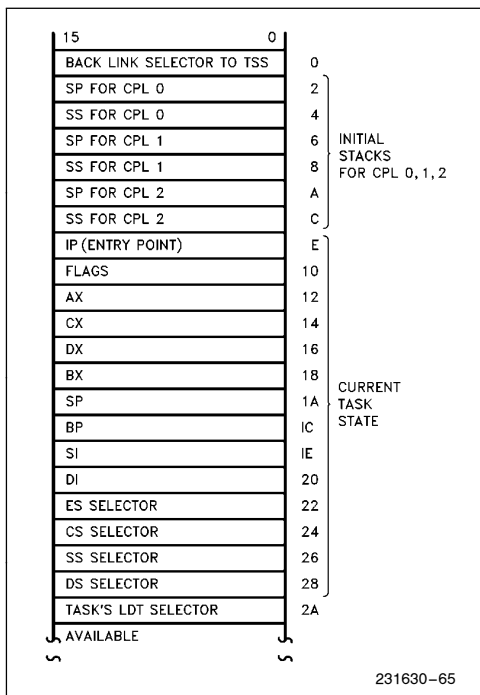 15 0
BACK LINK SELECTOR TO TSS 0
SP FOR CPL 0 2
SS FOR CPL 0 4
SP FOR CPL 1 6
SS FOR CPL 1 8
SP FOR CPL 2 A
SS FOR CPL 2 C
INITIAL
STACKS
FOR CPL 0, 1, 2
IP (ENTRY POINT) E
FLAGS 10
AX 12
CX 14
DX 16
BX 18
SP 1A
BP IC
SI IE
DI 20
ES SELECTOR 22
CS SELECTOR 24
SS SELECTOR 26
DS SELECTOR 28
CURRENT
TASK
STATE
TASK'S LDT SELECTOR 2A
AVAILABLE
231630–65